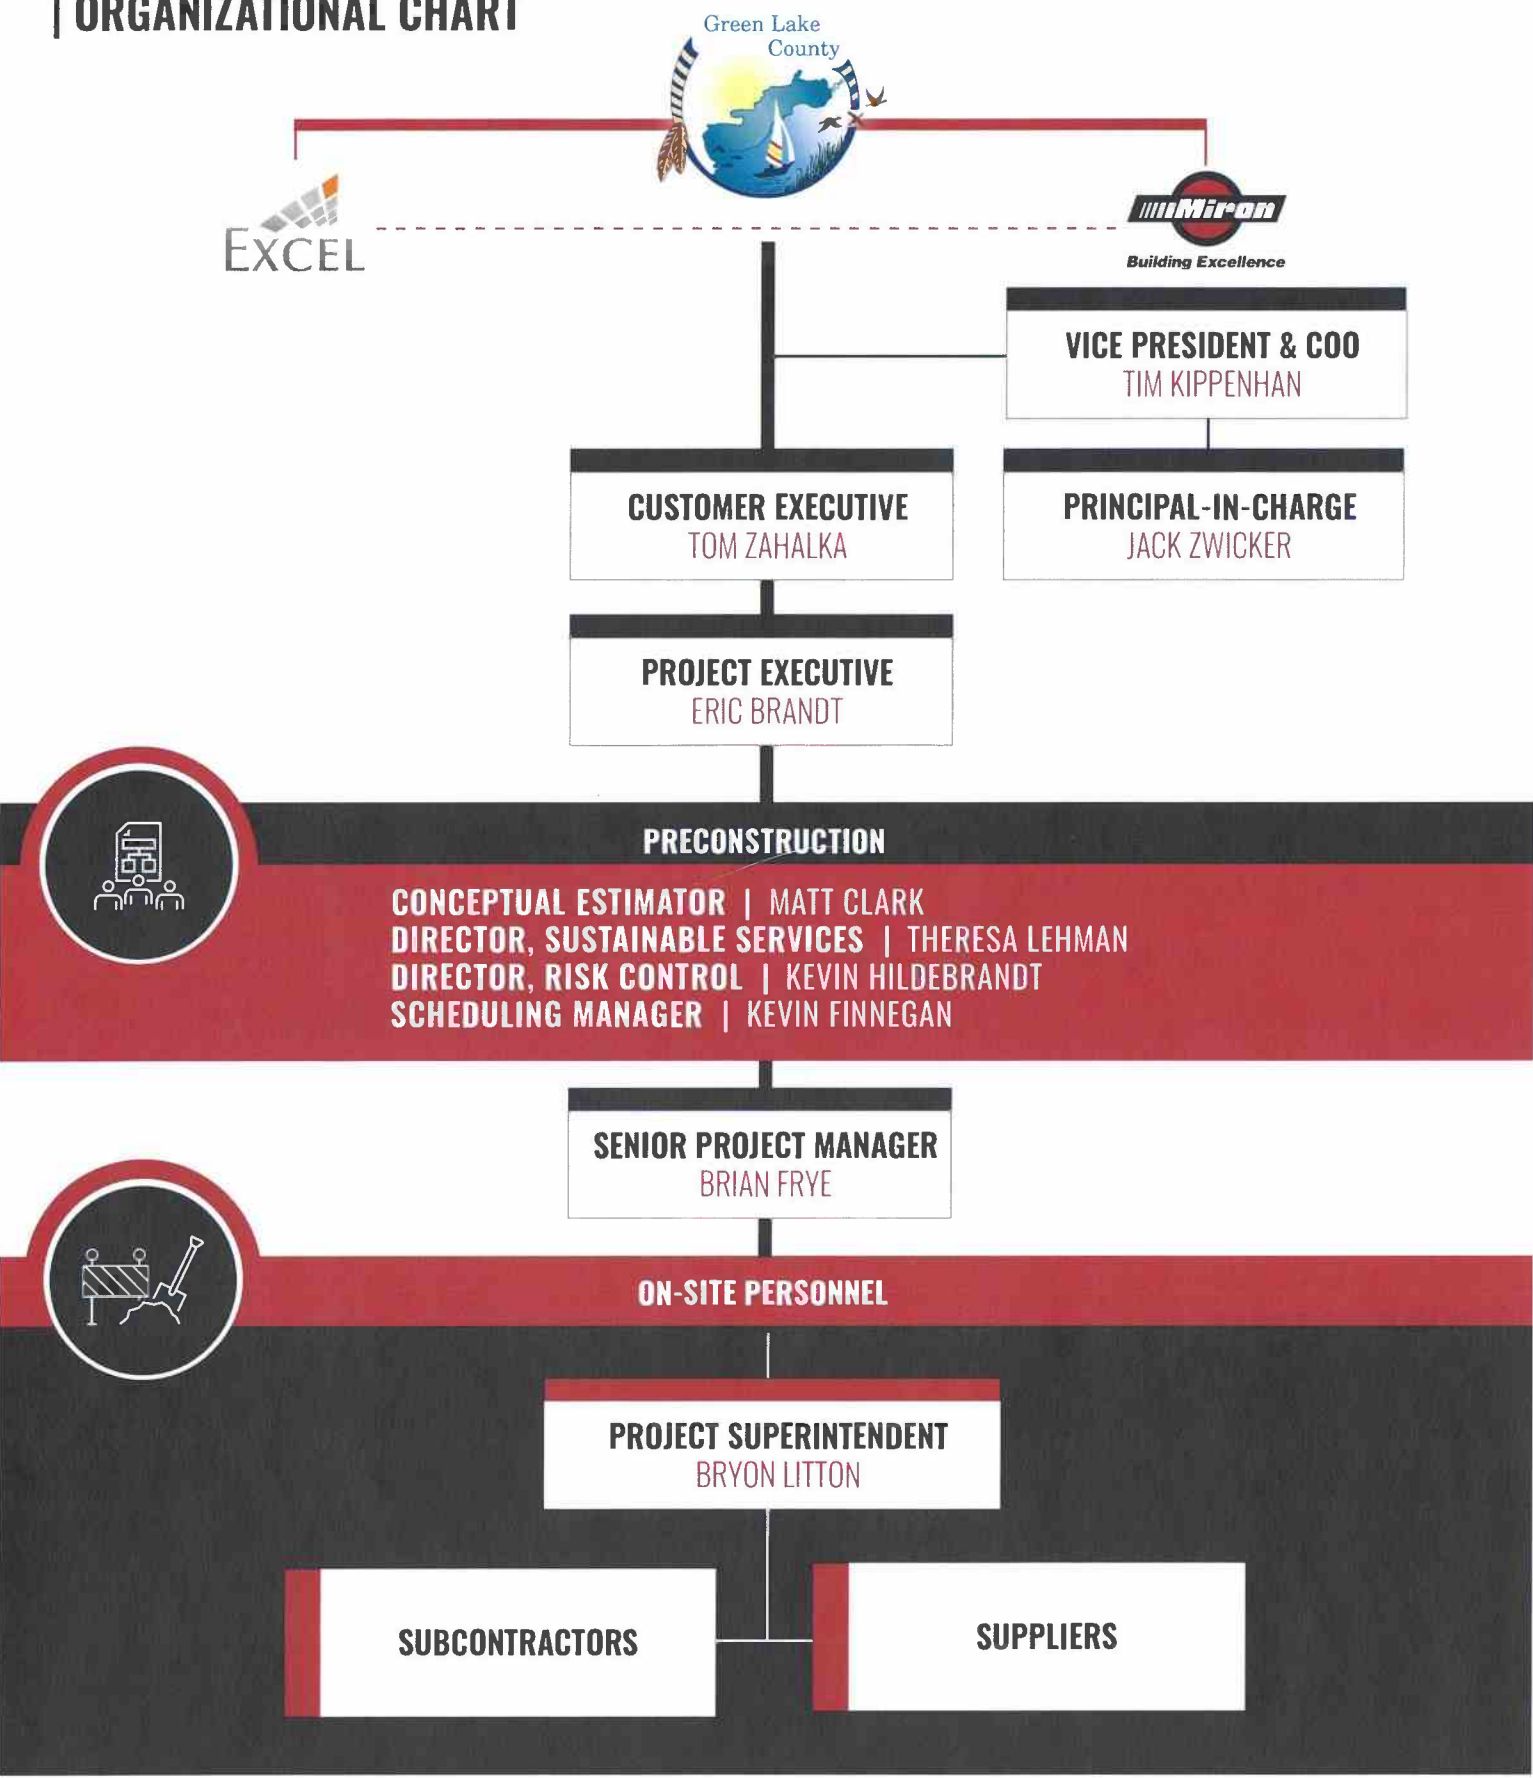 ORGANIZATIONAL CHART
Green Lake
County
EXCEL
Miron
Building Excellence
VICE PRESIDENT & COO
TIM KIPPENHAN
CUSTOMER EXECUTIVE
TOM ZAHALKA
PRINCIPAL-IN-CHARGE
JACK ZWICKER
PROJECT EXECUTIVE
ERIC BRANDT
PRECONSTRUCTION
CONCEPTUAL ESTIMATOR | MATT CLARK
DIRECTOR, SUSTAINABLE SERVICES | THERESA LEHMAN
DIRECTOR, RISK CONTROL | KEVIN HILDEBRANDT
SCHEDULING MANAGER | KEVIN FINNEGAN
SENIOR PROJECT MANAGER
BRIAN FRYE
ON-SITE PERSONNEL
PROJECT SUPERINTENDENT
BRYON LITTON
SUBCONTRACTORS
SUPPLIERS